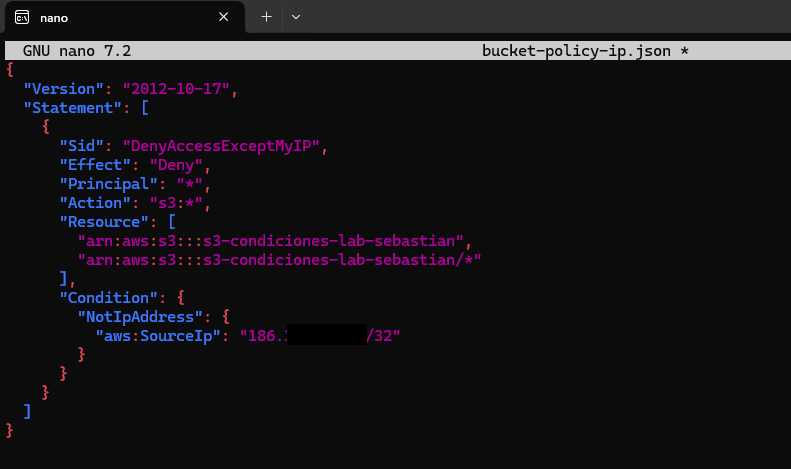 nano
GNU nano 7.2 bucket-policy-ip.json *
{
  "Version": "2012-10-17",
  "Statement": [
    {
      "Sid": "DenyAccessExceptMyIP",
      "Effect": "Deny",
      "Principal": "*",
      "Action": "s3:*",
      "Resource": [
        "arn:aws:s3:::s3-condiciones-lab-sebastian",
        "arn:aws:s3:::s3-condiciones-lab-sebastian/*"
      ],
      "Condition": {
        "NotIpAddress": {
          "aws:SourceIp": "186. /32"
        }
      }
    }
  ]
}